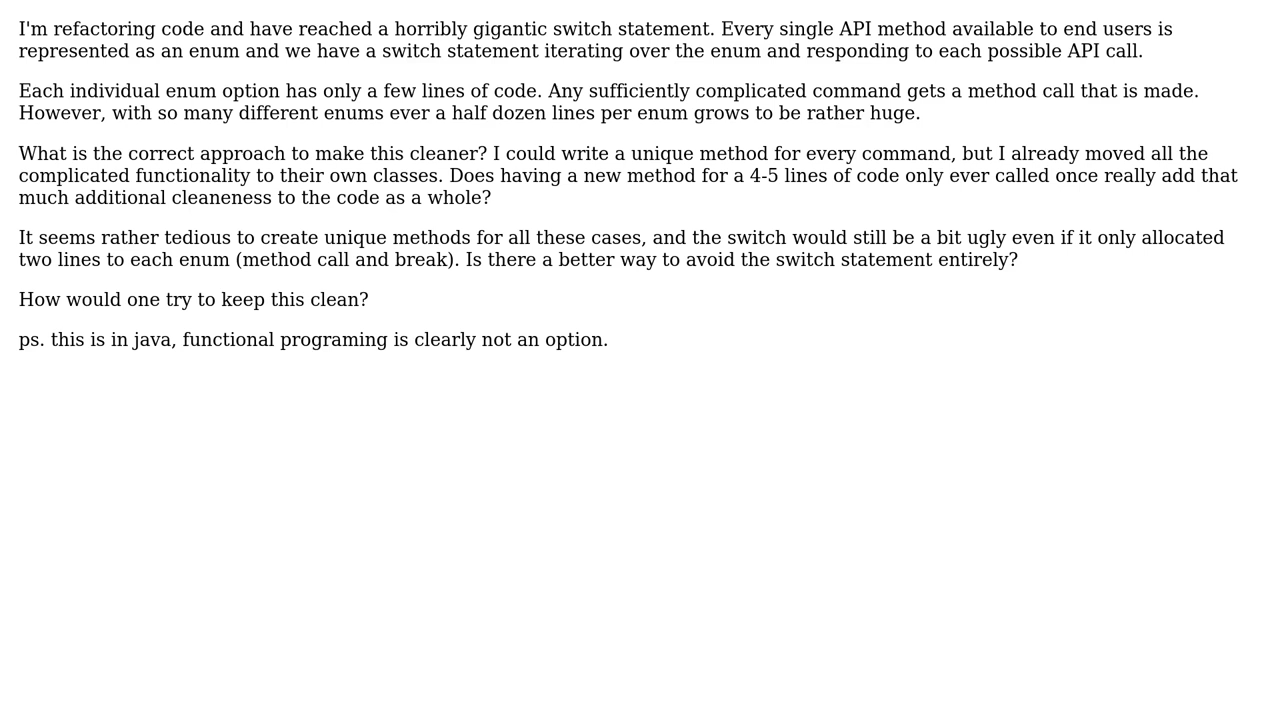 I'm refactoring code and have reached a horribly gigantic switch statement. Every single API method available to end users is
represented as an enum and we have a switch statement iterating over the enum and responding to each possible API call.
Each individual enum option has only a few lines of code. Any sufficiently complicated command gets a method call that is made.
However, with so many different enums ever a half dozen lines per enum grows to be rather huge.
What is the correct approach to make this cleaner? I could write a unique method for every command, but I already moved all the
complicated functionality to their own classes. Does having a new method for a 4-5 lines of code only ever called once really add that
much additional cleaneness to the code as a whole?
It seems rather tedious to create unique methods for all these cases, and the switch would still be a bit ugly even if it only allocated
two lines to each enum (method call and break). Is there a better way to avoid the switch statement entirely?
How would one try to keep this clean?
ps. this is in java, functional programing is clearly not an option.